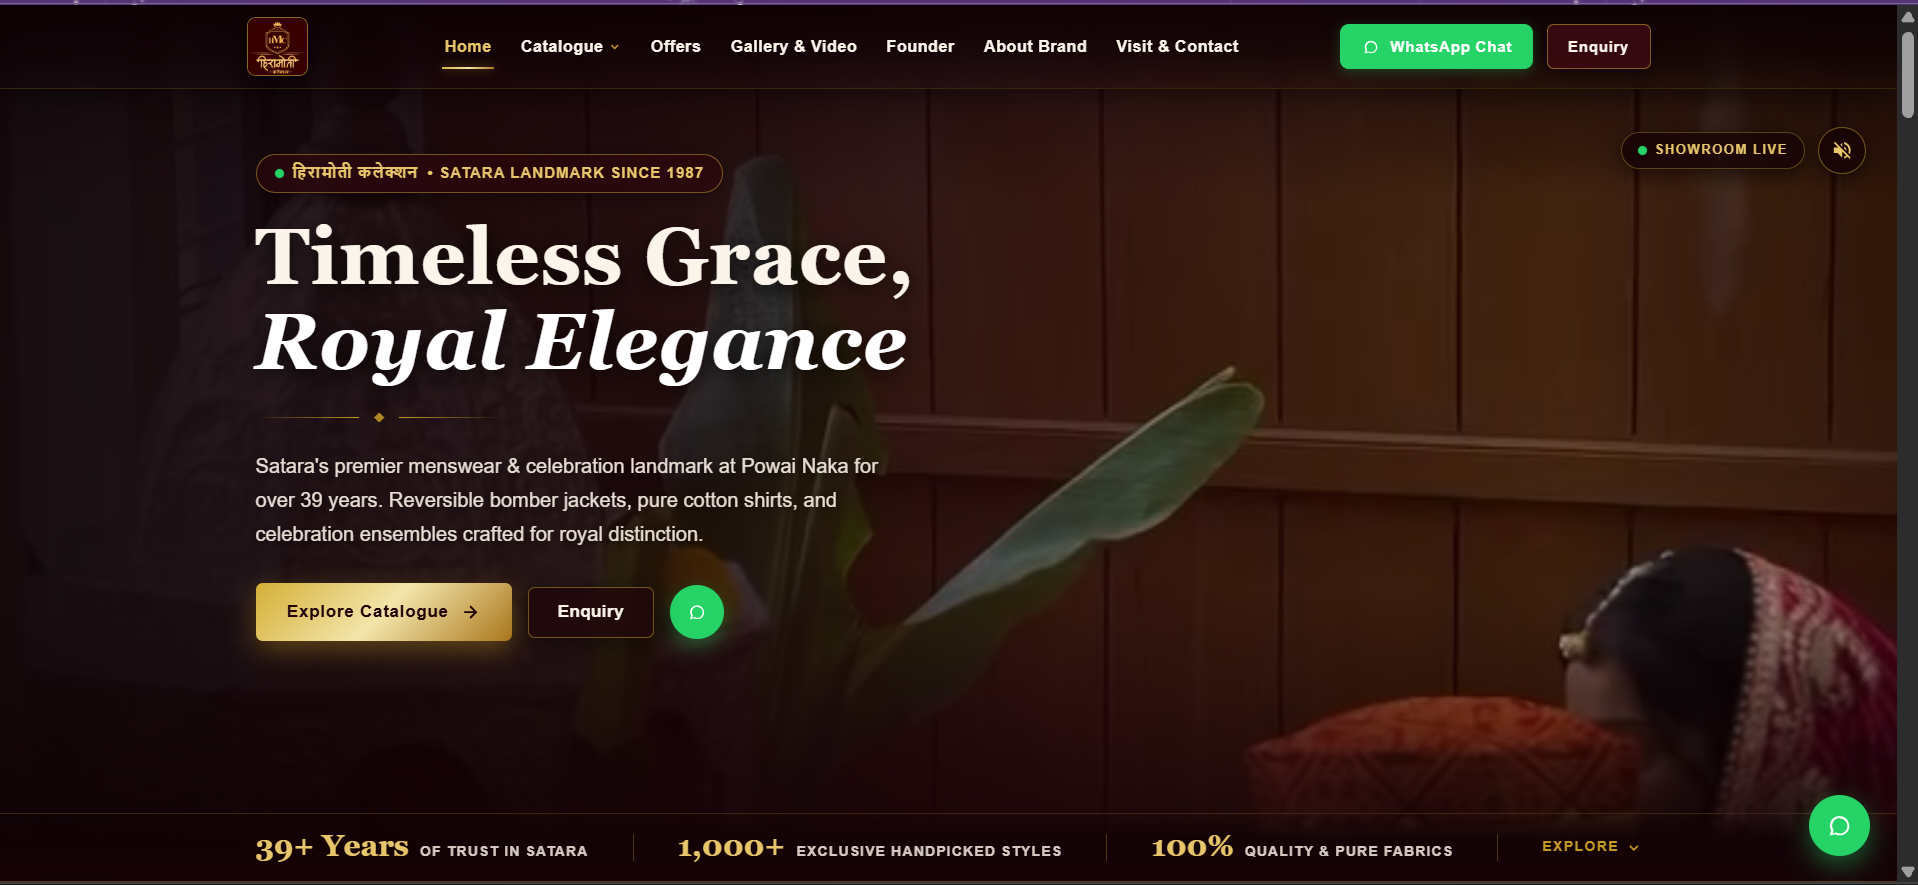 HMC
हिरामोती
Home
Catalogue
Offers
Gallery & Video
Founder
About Brand
Visit & Contact
WhatsApp Chat
Enquiry
हिरामोती कलेक्शन • SATARA LANDMARK SINCE 1987
SHOWROOM LIVE
Timeless Grace,
Royal Elegance
Satara's premier menswear & celebration landmark at Powai Naka for
over 39 years. Reversible bomber jackets, pure cotton shirts, and
celebration ensembles crafted for royal distinction.
Explore Catalogue
Enquiry
39+ Years OF TRUST IN SATARA
1,000+ EXCLUSIVE HANDPICKED STYLES
100% QUALITY & PURE FABRICS
EXPLORE